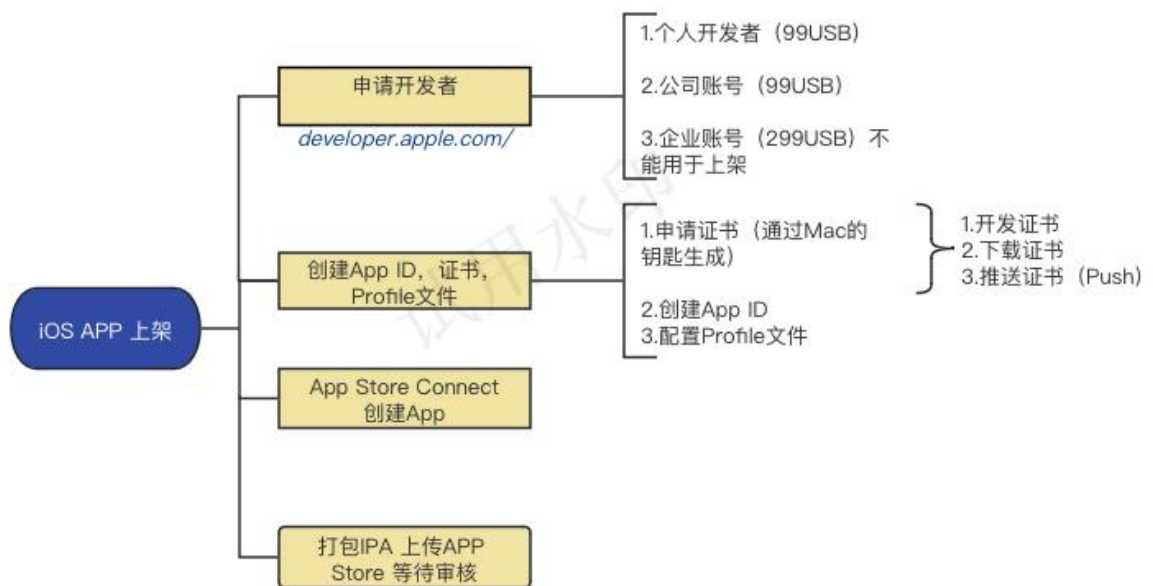 iOS APP 上架
申请开发者
developer.apple.com/
1.个人开发者（99USB）
2.公司账号（99USB）
3.企业账号（299USB）不
能用于上架
创建App ID，证书，
Profile文件
1.申请证书（通过Mac的
钥匙生成）
2.创建App ID
3.配置Profile文件
1.开发证书
2.下载证书
3.推送证书（Push）
App Store Connect
创建App
打包IPA 上传APP
Store 等待审核
试用水印